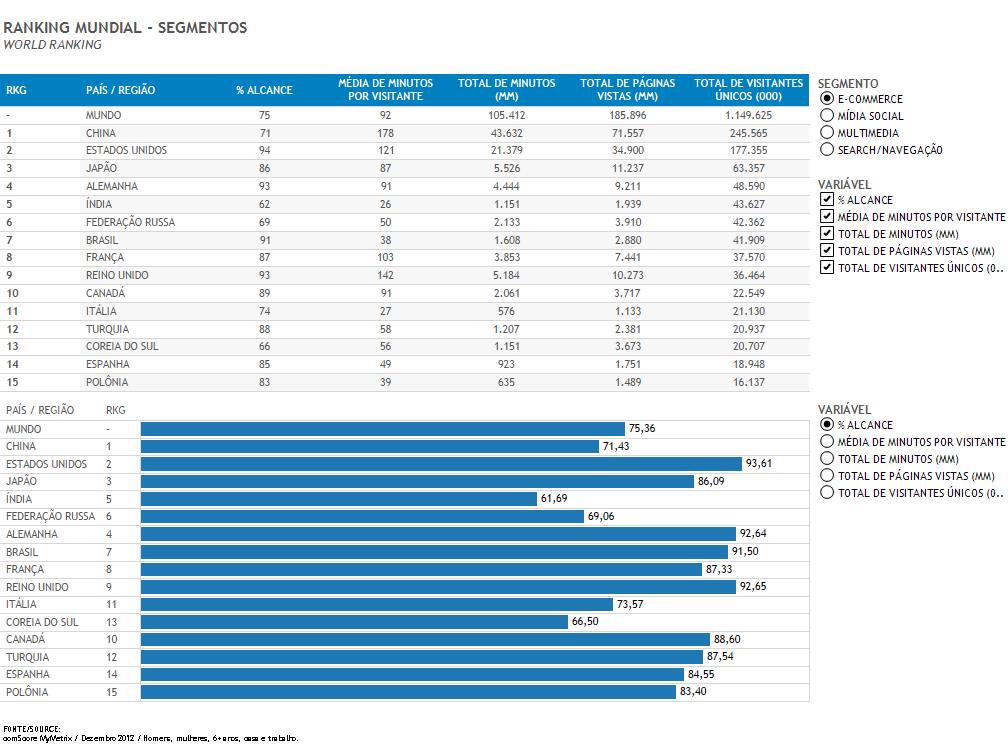 RANKING MUNDIAL - SEGMENTOS
WORLD RANKING
RKG PAÍS / REGIÃO % ALCANCE MÉDIA DE MINUTOS POR VISITANTE TOTAL DE MINUTOS (MM) TOTAL DE PÁGINAS VISTAS (MM) TOTAL DE VISITANTES ÚNICOS (000)
- MUNDO 75 92 105.412 185.896 1.149.625
1 CHINA 71 178 43.632 71.557 245.565
2 ESTADOS UNIDOS 94 121 21.379 34.900 177.355
3 JAPÃO 86 87 5.526 11.237 63.357
4 ALEMANHA 93 91 4.444 9.211 48.590
5 ÍNDIA 62 26 1.151 1.939 43.627
6 FEDERAÇÃO RUSSA 69 50 2.133 3.910 42.362
7 BRASIL 91 38 1.608 2.880 41.909
8 FRANÇA 87 103 3.853 7.441 37.570
9 REINO UNIDO 93 142 5.184 10.273 36.464
10 CANADÁ 89 91 2.061 3.717 22.549
11 ITÁLIA 74 27 576 1.133 21.130
12 TURQUIA 88 58 1.207 2.381 20.937
13 COREIA DO SUL 66 56 1.151 3.673 20.707
14 ESPANHA 85 49 923 1.751 18.948
15 POLÔNIA 83 39 635 1.489 16.137
SEGMENTO
E-COMMERCE
MÍDIA SOCIAL
MULTIMEDIA
SEARCH/NAVEGAÇÃO
VARIÁVEL
% ALCANCE
MÉDIA DE MINUTOS POR VISITANTE
TOTAL DE MINUTOS (MM)
TOTAL DE PÁGINAS VISTAS (MM)
TOTAL DE VISITANTES ÚNICOS (0..
PAÍS / REGIÃO RKG
MUNDO - 75,36
CHINA 1 71,43
ESTADOS UNIDOS 2 93,61
JAPÃO 3 86,09
ÍNDIA 5 61,69
FEDERAÇÃO RUSSA 6 69,06
ALEMANHA 4 92,64
BRASIL 7 91,50
FRANÇA 8 87,33
REINO UNIDO 9 92,65
ITÁLIA 11 73,57
COREIA DO SUL 13 66,50
CANADÁ 10 88,60
TURQUIA 12 87,54
ESPANHA 14 84,55
POLÔNIA 15 83,40
VARIÁVEL
% ALCANCE
MÉDIA DE MINUTOS POR VISITANTE
TOTAL DE MINUTOS (MM)
TOTAL DE PÁGINAS VISTAS (MM)
TOTAL DE VISITANTES ÚNICOS (0..
FONTE/SOURCE:
comScore MyMetrix / Dezembro 2012 / Homens, mulheres, 6+ anos, casa e trabalho.